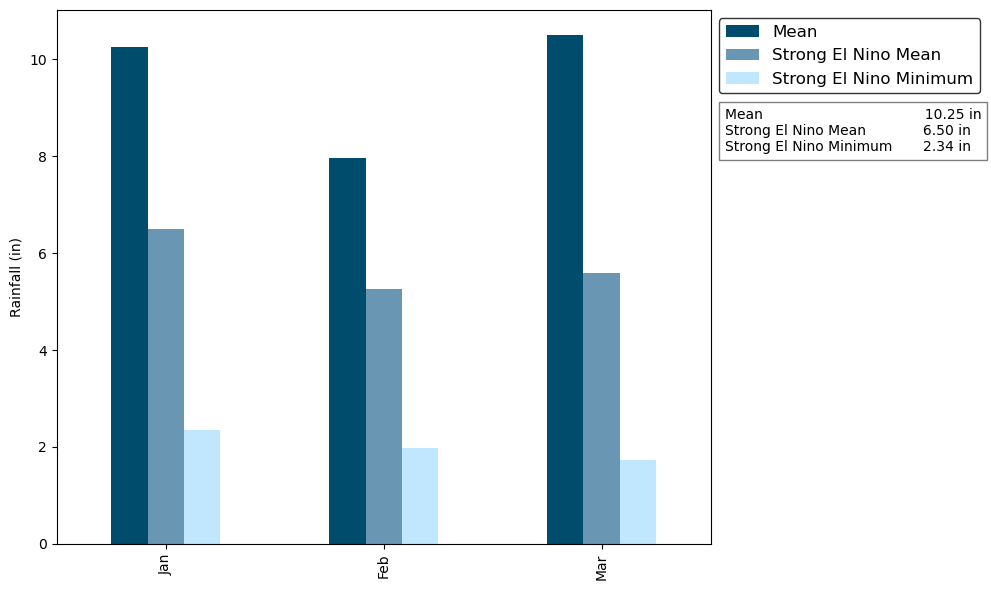 Mean
Strong El Nino Mean
Strong El Nino Minimum
Mean 10.25 in
Strong El Nino Mean 6.50 in
Strong El Nino Minimum 2.34 in
Rainfall (in)
10
8
6
4
2
0
Jan
Feb
Mar